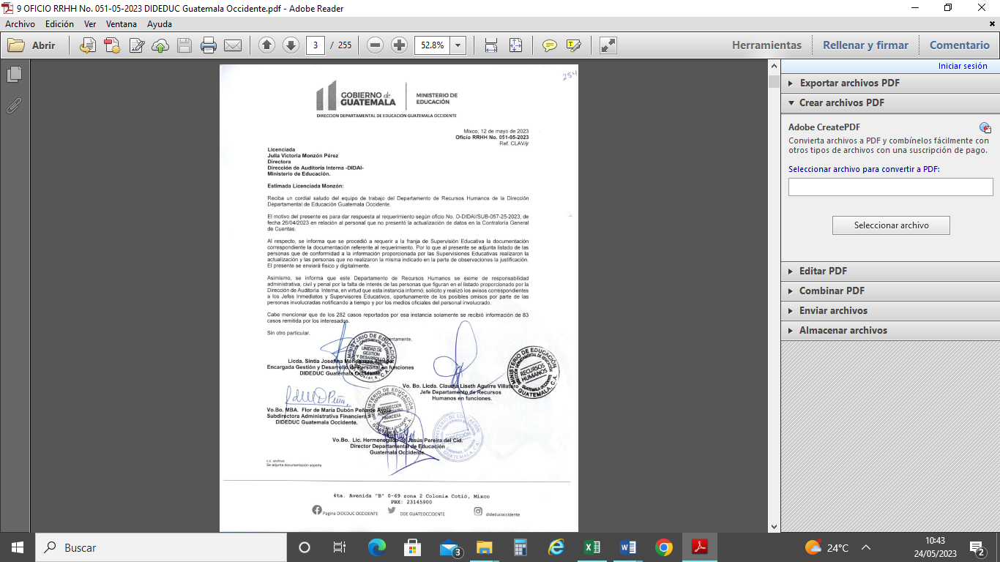 9 OFICIO RRHH No. 051-05-2023 DIDEDUC Guatemala Occidente.pdf - Adobe Reader
Archivo Edición Ver Ventana Ayuda
Abrir 3 / 255 52.8% Herramientas Rellenar y firmar Comentario
Iniciar sesión
Exportar archivos PDF
Crear archivos PDF
Adobe CreatePDF
Convierta archivos a PDF y combínelos fácilmente con
otros tipos de archivos con una suscripción de pago.
Seleccionar archivo para convertir a PDF:
Seleccionar archivo
Editar PDF
Combinar PDF
Enviar archivos
Almacenar archivos
254
GOBIERNO de
GUATEMALA
MINISTERIO DE
EDUCACIÓN
DIRECCION DEPARTAMENTAL DE EDUCACION GUATEMALA OCCIDENTE
Mixco, 12 de mayo de 2023
Oficio RRHH No. 051-05-2023
Ref. CLAV/jr
Licenciada
Julia Victoria Monzón Pérez
Directora
Dirección de Auditoría Interna -DIDAI-
Ministerio de Educación.
Estimada Licenciada Monzón:
Reciba un cordial saludo del equipo de trabajo del Departamento de Recursos Humanos de la Dirección
Departamental de Educación Guatemala Occidente.
El motivo del presente es para dar respuesta al requerimiento según oficio No. O-DIDAI/SUB-057-25-2023, de
fecha 26/04/2023 en relación al personal que no presentó la actualización de datos en la Contraloría General
de Cuentas.
Al respecto, se informa que se procedió a requerir a la franja de Supervisión Educativa la documentación
correspondiente la documentación referente al requerimiento. Por lo que al presente se adjunta listado de las
personas que de conformidad a la información proporcionada por las Supervisiones Educativas realizaron la
actualización y las personas que no realizaron la misma indicado en la parte de observaciones la justificación.
El presente se enviará físico y digitalmente.
Asimismo, se informa que este Departamento de Recursos Humanos se exime de responsabilidad
administrativa, civil y penal por la falta de interés de las personas que figuran en el listado proporcionado por la
Dirección de Auditoría Interna, en virtud que esta instancia informó, solicito y realizó los avisos correspondientes
a los Jefes Inmediatos y Supervisores Educativos, oportunamente de los posibles omisos por parte de las
personas involucradas notificando a tiempo y por los medios oficiales del personal involucrado.
Cabe mencionar que de los 282 casos reportados por esa instancia solamente se recibió información de 83
casos remitida por los interesados.
Sin otro particular.
Licda. Sintia Josefina
Encargada Gestión y Desarrollo de Personal en funciones
DIDEDUC Guatemala Occidente
Vo. Bo. Licda. Claudia Liseth Aguirre Villatoro
Jefe Departamento de Recursos
Humanos en funciones.
MINISTERIO DE EDUCACIÓN
RECURSOS
HUMANOS
GUATEMALA, C.A.
Vo.Bo. MBA. Flor de María Dubón Peña de
Subdirectora Administrativa Financiera
DIDEDUC Guatemala Occidente.
Vo.Bo. Lic. Hermenegildo de Jesús Pereira del Cid.
Director Departamental de Educación
Guatemala Occidente
c.c. archivo
Se adjunta documentación soporte
4ta. Avenida "B" 0-69 zona 2 Colonia Cotió, Mixco
PBX: 23145900
Pagina DIDEDUC OCCIDENTE DDE GUATEOCCIDENTE dideducoccidente
Buscar 3 24°C 10:43
24/05/2023 2